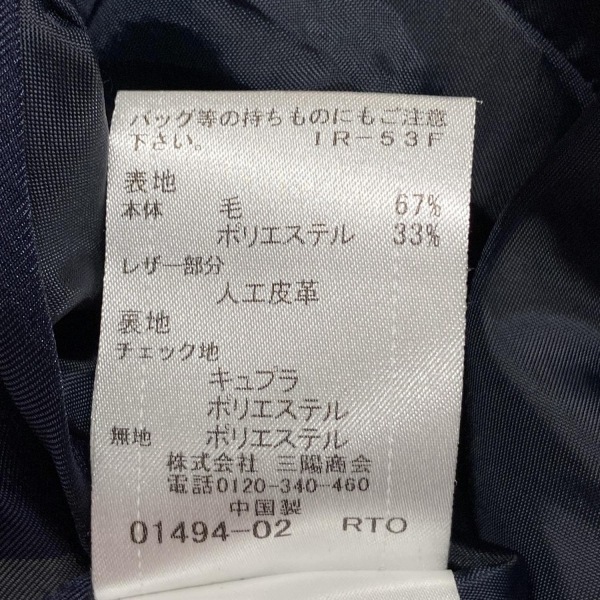 バッグ等の持ちものにもご注意
下さい。 IR-53F
表地
本体 毛 67%
ポリエステル 33%
レザー部分
人工皮革
裏地
チェック地
キュプラ
ポリエステル
無地 ポリエステル
株式会社 三陽商会
電話0120-340-460
中国製
01494-02 RTO